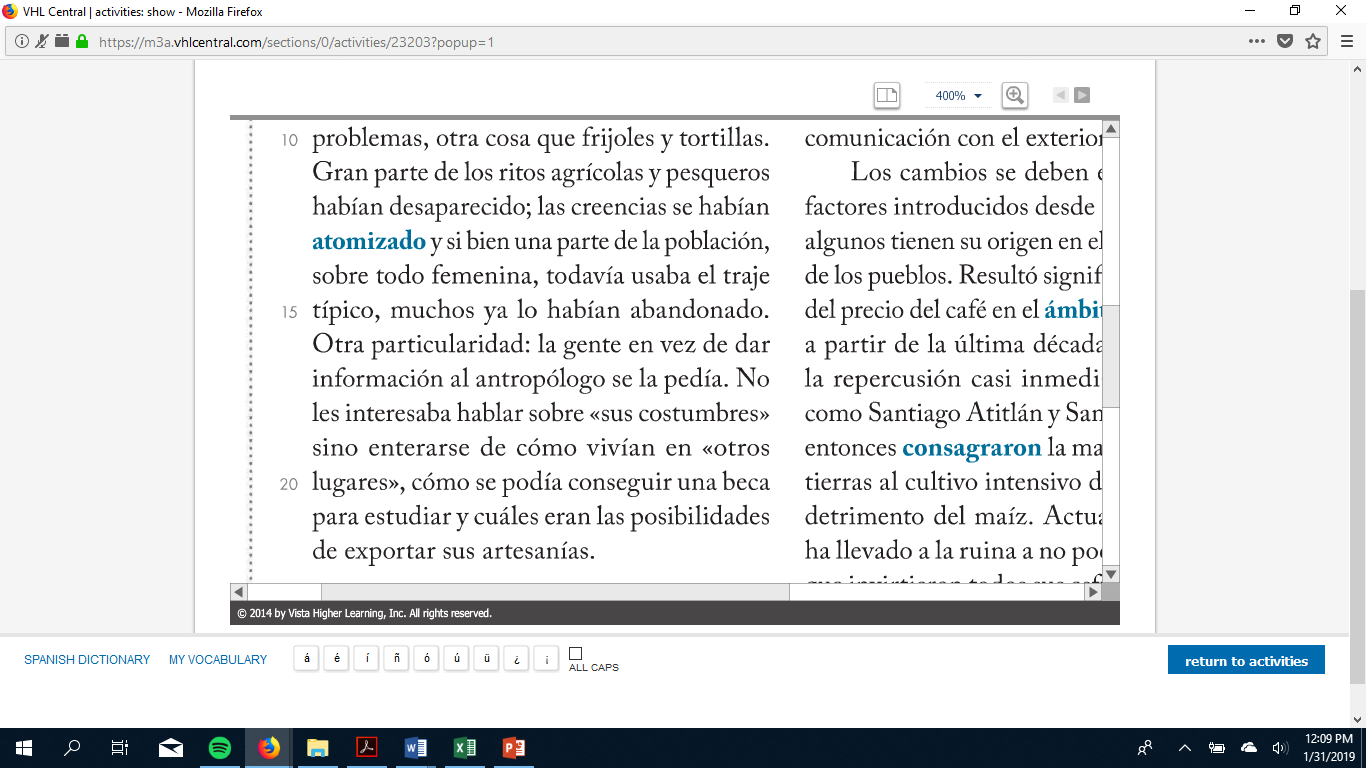 VHL Central | activities: show - Mozilla Firefox
https://m3a.vhlcentral.com/sections/0/activities/23203?popup=1
400%
10 problemas, otra cosa que frijoles y tortillas.
Gran parte de los ritos agrícolas y pesqueros
habían desaparecido; las creencias se habían
atomizado y si bien una parte de la población,
sobre todo femenina, todavía usaba el traje
15 típico, muchos ya lo habían abandonado.
Otra particularidad: la gente en vez de dar
información al antropólogo se la pedía. No
les interesaba hablar sobre «sus costumbres»
sino enterarse de cómo vivían en «otros
20 lugares», cómo se podía conseguir una beca
para estudiar y cuáles eran las posibilidades
de exportar sus artesanías.
comunicación con el exterior
Los cambios se deben
factores introducidos desde
algunos tienen su origen en el
de los pueblos. Resultó signif
del precio del café en el ámbit
a partir de la última década
la repercusión casi inmedi
como Santiago Atitlán y San
entonces consagraron la ma
tierras al cultivo intensivo d
detrimento del maíz. Actua
ha llevado a la ruina a no po
que invirtieron todos sus esf
© 2014 by Vista Higher Learning, Inc. All rights reserved.
SPANISH DICTIONARY MY VOCABULARY á é í ñ ó ú ü ¿ ¡ ALL CAPS return to activities
12:09 PM
1/31/2019